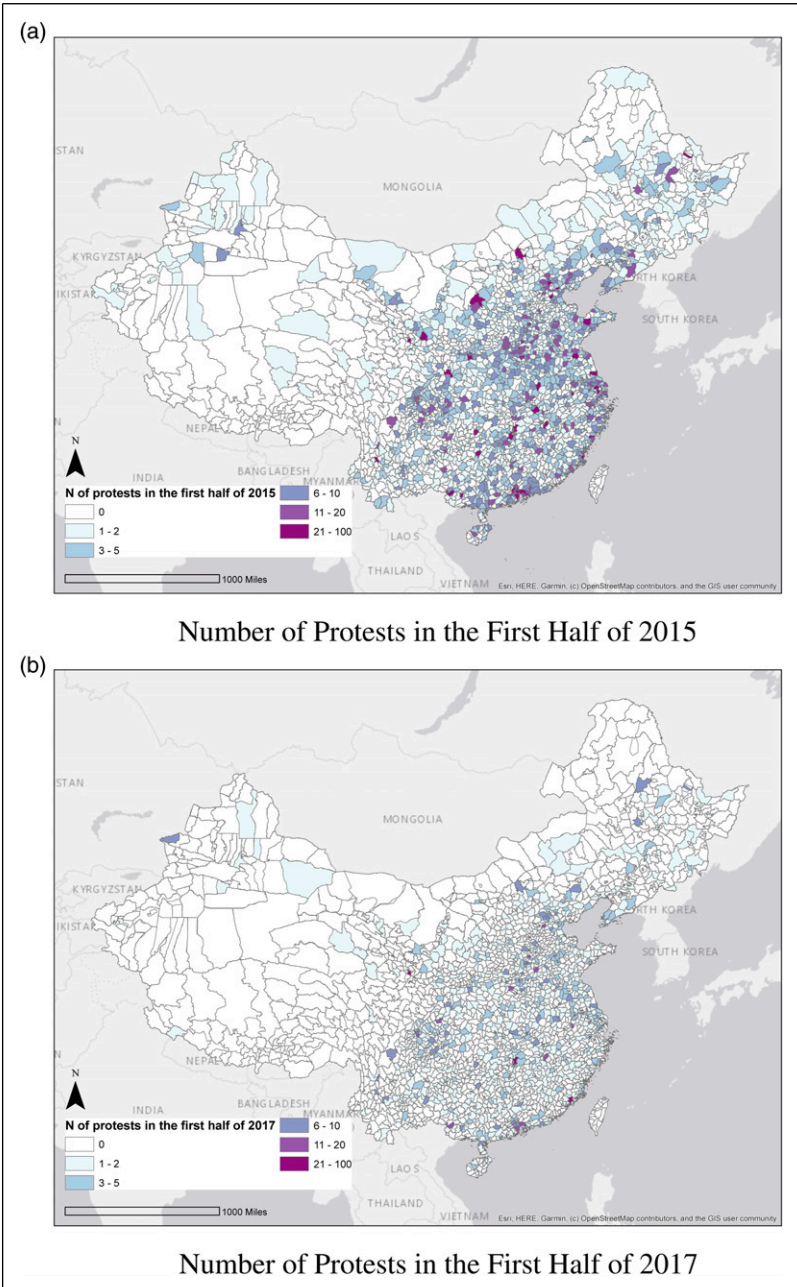 (a)
STAN
MONGOLIA
KYRGYZSTAN
IKISTAN
NORTH KOREA
SOUTH KOREA
NEPAL
N
INDIA
BANGLADESH
MYANMAR
N of protests in the first half of 2015
0
1 - 2
3 - 5
6 - 10
11 - 20
21 - 100
LAOS
THAILAND
VIETNAM
1000 Miles
Esri, HERE, Garmin, (c) OpenStreetMap contributors, and the GIS user community
Number of Protests in the First Half of 2015
(b)
STAN
MONGOLIA
KYRGYZSTAN
IKISTAN
RTH KOREA
SOUTH KOREA
NEPAL
N
INDIA
BANGLADESH
MYANMAR
N of protests in the first half of 2017
0
1 - 2
3 - 5
6 - 10
11 - 20
21 - 100
LAOS
THAILAND
VIETNAM
1000 Miles
Esri, HERE, Garmin, (c) OpenStreetMap contributors, and the GIS user community
Number of Protests in the First Half of 2017